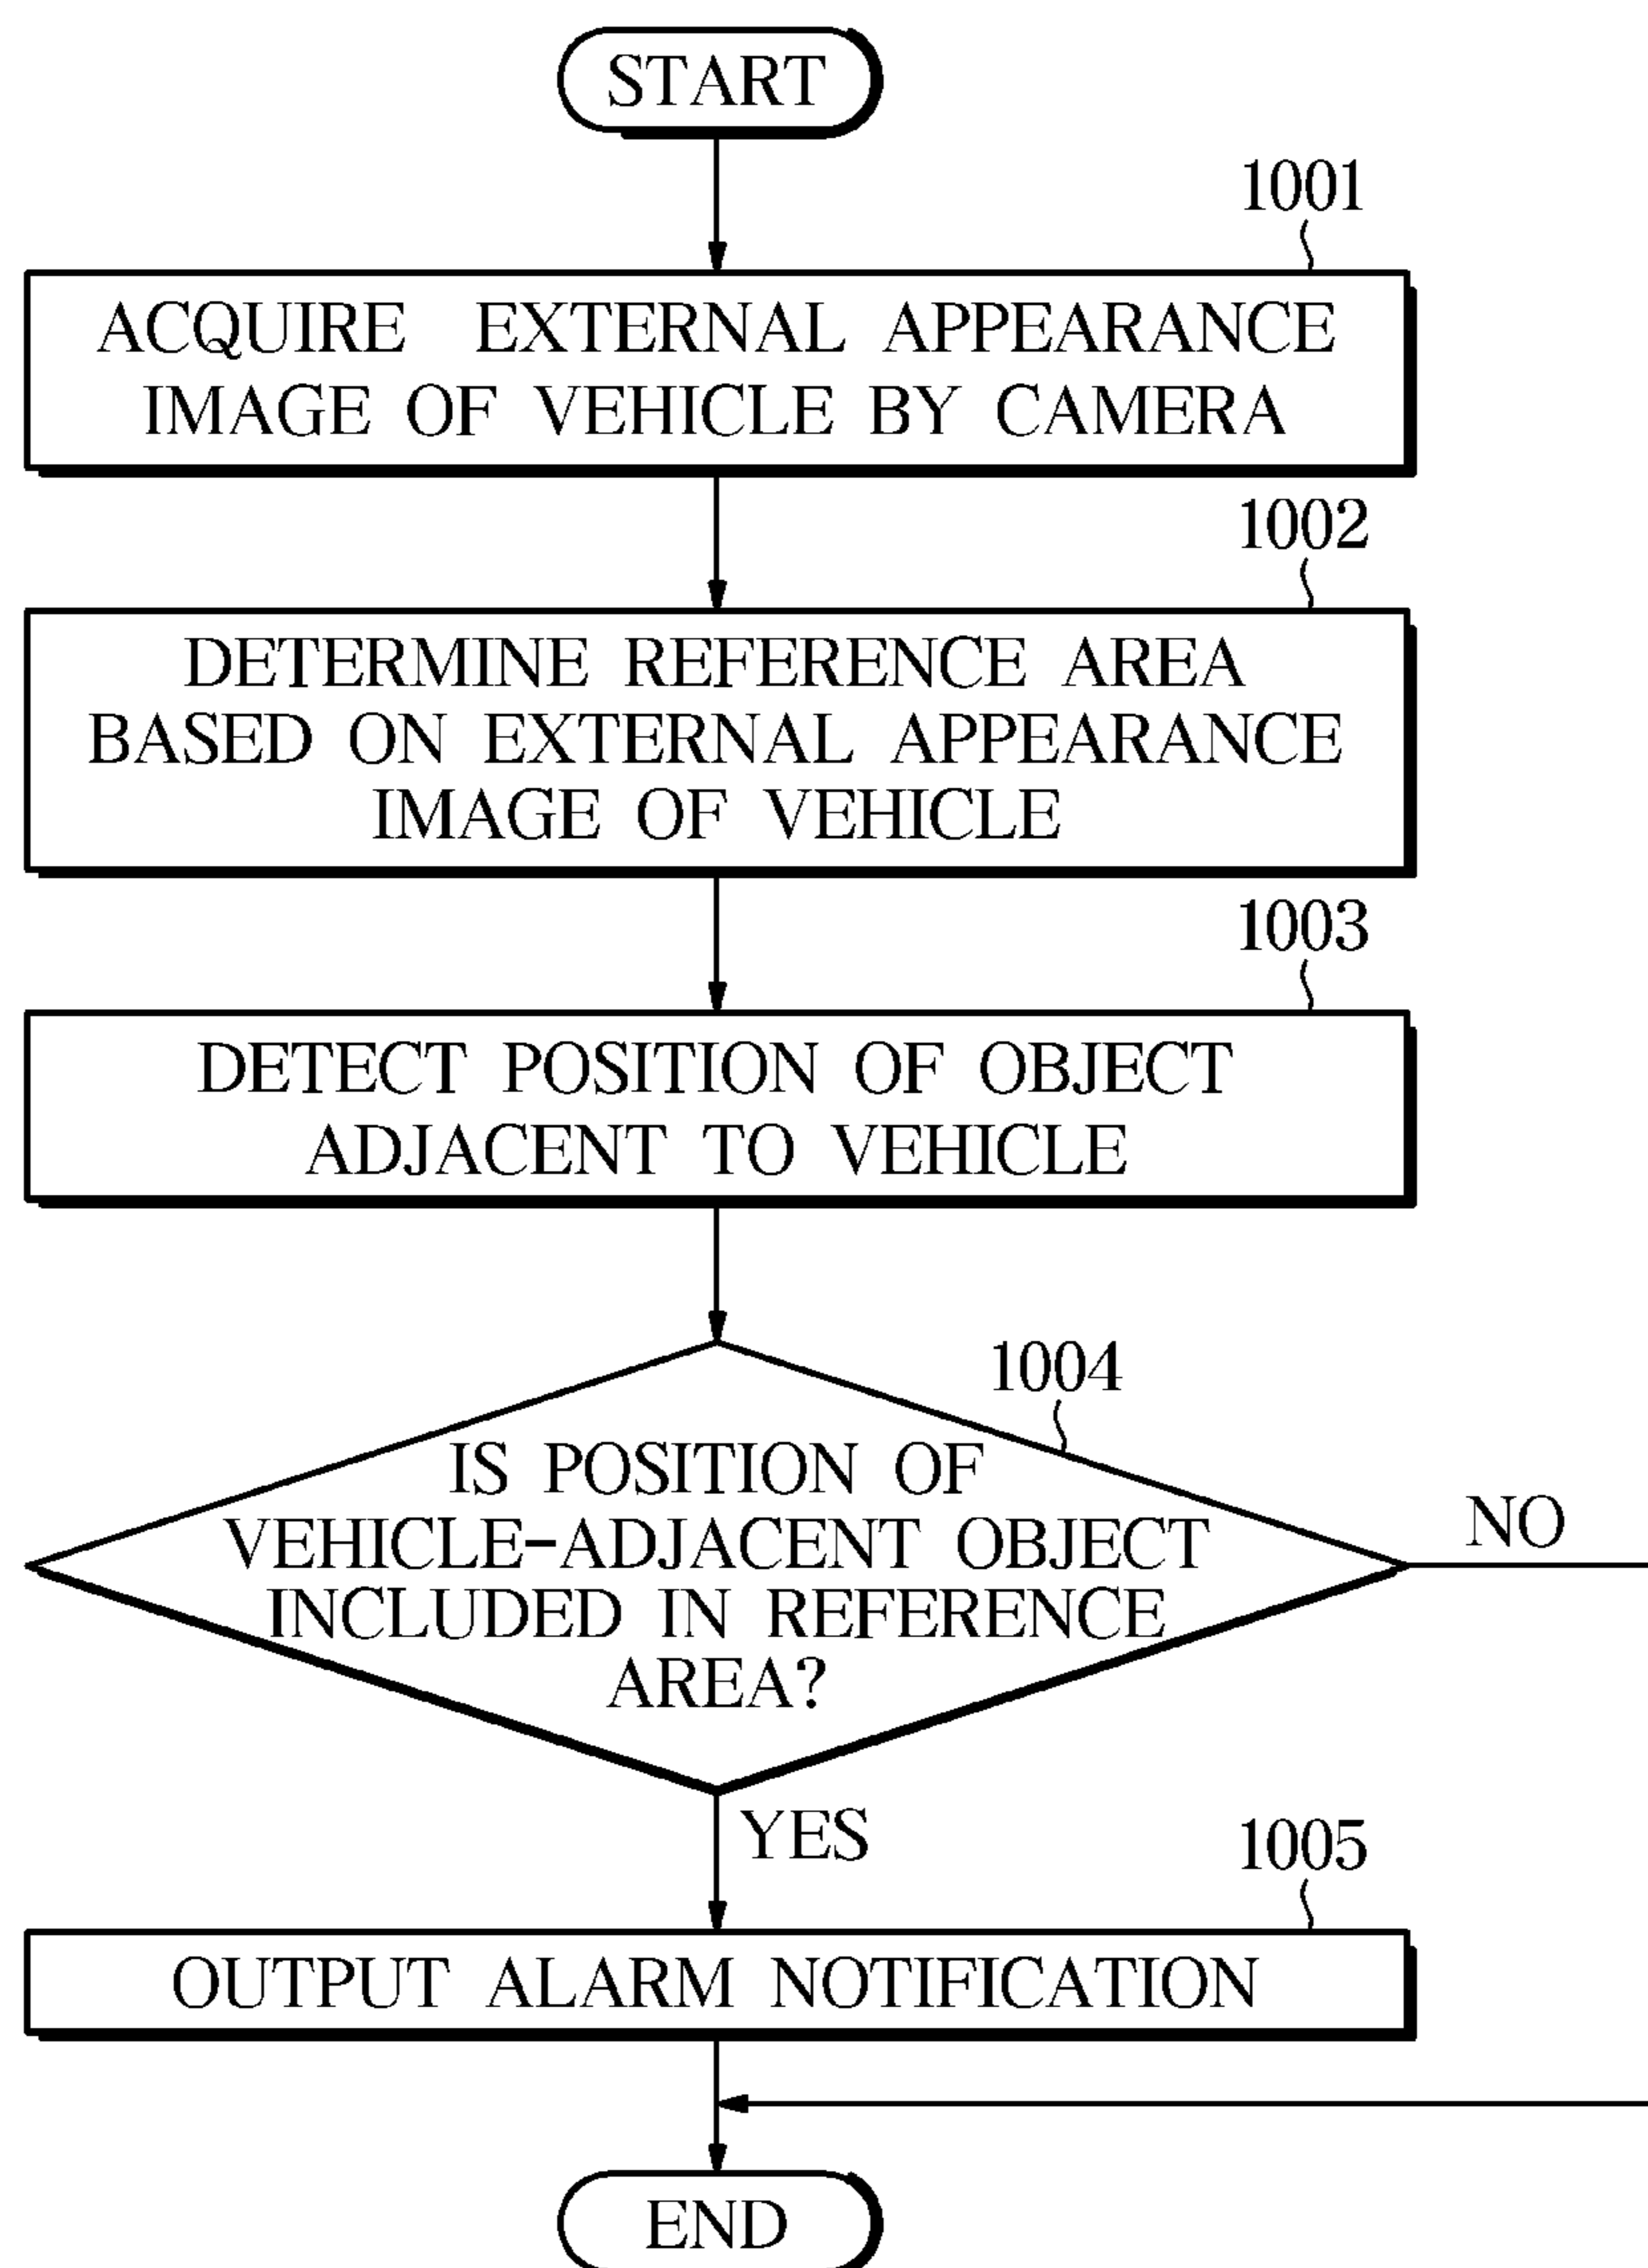 START
1001
ACQUIRE EXTERNAL APPEARANCE
IMAGE OF VEHICLE BY CAMERA
1002
DETERMINE REFERENCE AREA
BASED ON EXTERNAL APPEARANCE
IMAGE OF VEHICLE
1003
DETECT POSITION OF OBJECT
ADJACENT TO VEHICLE
1004
IS POSITION OF
VEHICLE-ADJACENT OBJECT
INCLUDED IN REFERENCE
AREA?
NO
YES
1005
OUTPUT ALARM NOTIFICATION
END